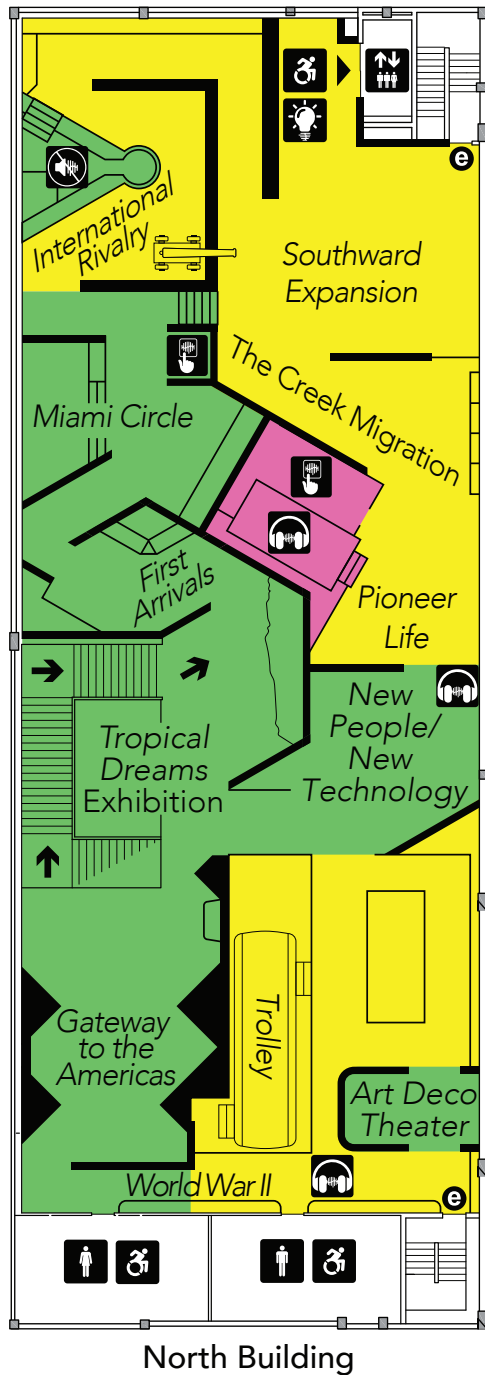 e
International
Rivalry
Southward
Expansion
The Creek Migration
Miami Circle
First
Arrivals
Pioneer
Life
New
People/
New
Technology
Tropical
Dreams
Exhibition
Trolley
Gateway
to the
Americas
Art Deco
Theater
World War II
e
North Building